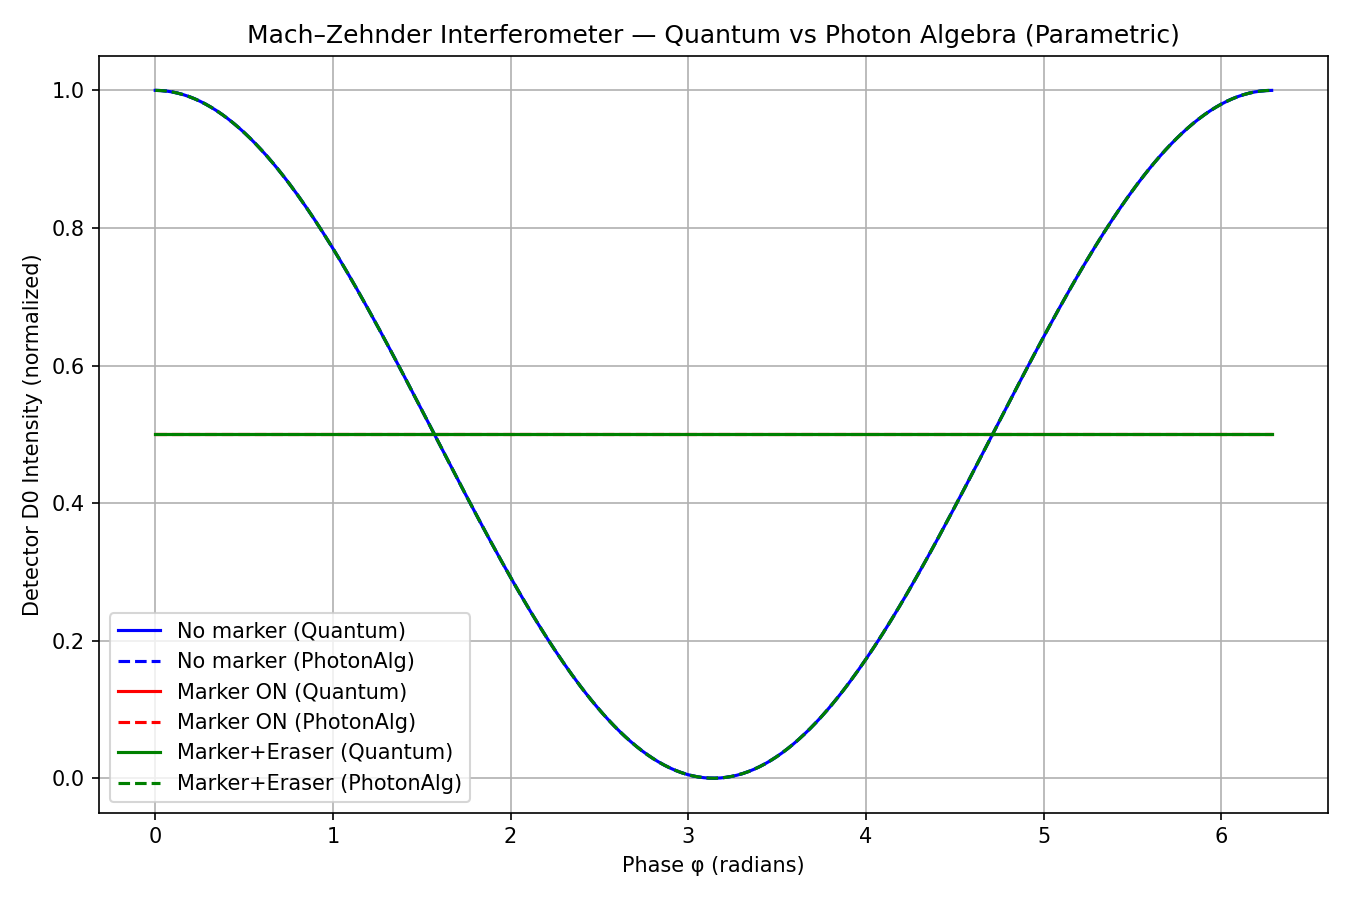 Mach–Zehnder Interferometer — Quantum vs Photon Algebra (Parametric)
Detector D0 Intensity (normalized)
1.0
0.8
0.6
0.4
0.2
0.0
No marker (Quantum)
No marker (PhotonAlg)
Marker ON (Quantum)
Marker ON (PhotonAlg)
Marker+Eraser (Quantum)
Marker+Eraser (PhotonAlg)
0 1 2 3 4 5 6
Phase φ (radians)